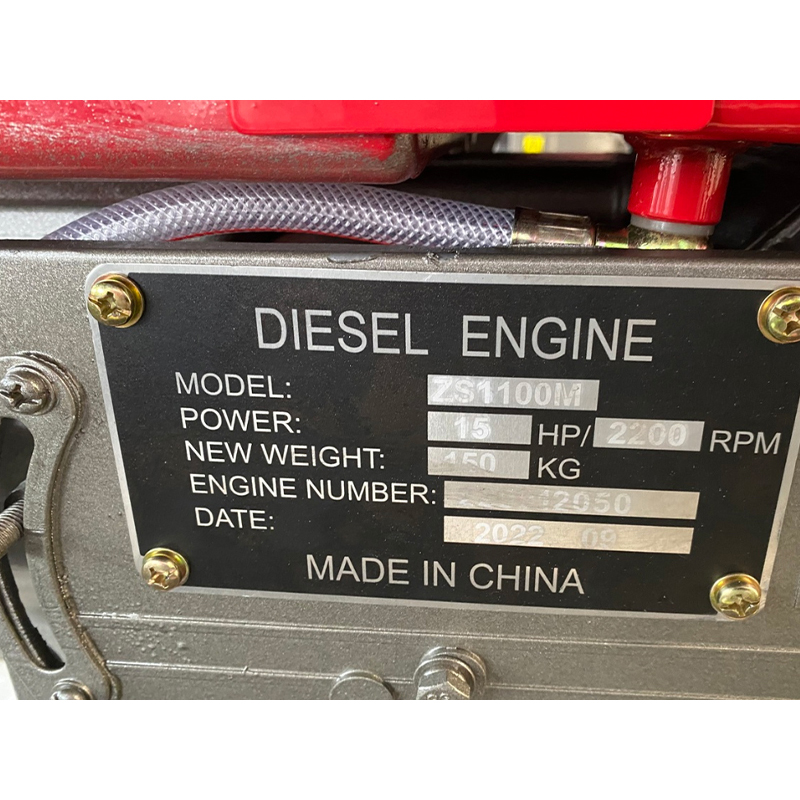 DIESEL ENGINE
MODEL: ZS1100M
POWER: 15 HP/ 2200 RPM
NEW WEIGHT: 150 KG
ENGINE NUMBER:
DATE: 2022 09
MADE IN CHINA